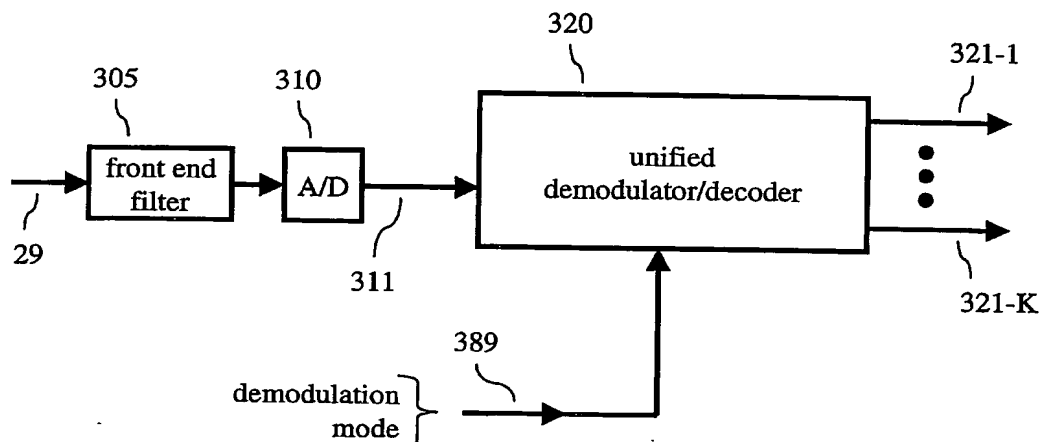 320
321-1
305
310
front end
filter
A/D
unified
demodulator/decoder
29
311
321-K
389
demodulation
mode